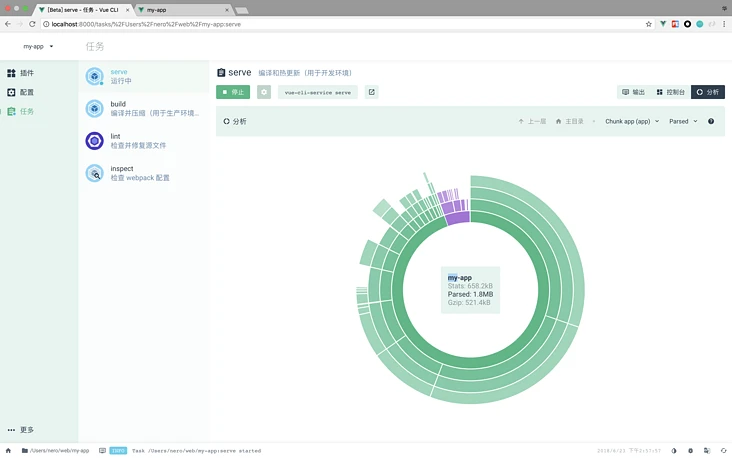 [Beta] serve - 任务 - Vue CLI
my-app
localhost:8000/tasks/%2FUsers%2Fnero%2Fweb%2Fmy-app:serve
my-app
任务
插件
配置
任务
serve
运行中
build
编译并压缩（用于生产环境...
lint
检查并修复源文件
inspect
检查 webpack 配置
serve 编译和热更新（用于开发环境）
停止
vue-cli-service serve
输出
控制台
分析
分析
上一层
主目录
Chunk app (app)
Parsed
my-app
Stats: 658.2kB
Parsed: 1.8MB
Gzip: 521.4kB
更多
/Users/nero/web/my-app
INFO
Task /Users/nero/web/my-app:serve started
2018/6/23 下午2:57:57